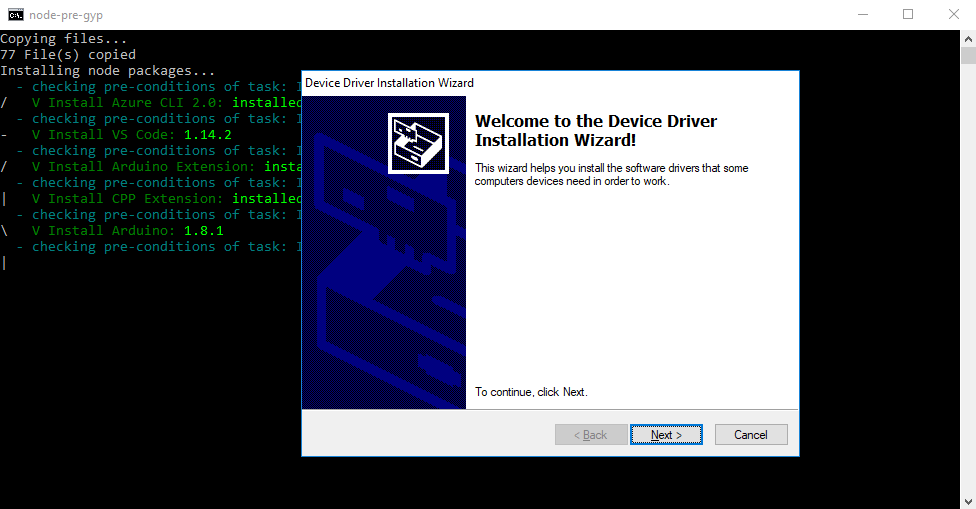 node-pre-gyp
Copying files...
77 File(s) copied
Installing node packages...
- checking pre-conditions of task: I
/ V Install Azure CLI 2.0: installed
- checking pre-conditions of task: I
- V Install VS Code: 1.14.2
- checking pre-conditions of task: I
/ V Install Arduino Extension: insta
- checking pre-conditions of task: I
| V Install CPP Extension: installed
- checking pre-conditions of task: I
\ V Install Arduino: 1.8.1
- checking pre-conditions of task: I
|
Device Driver Installation Wizard
Welcome to the Device Driver
Installation Wizard!
This wizard helps you install the software drivers that some
computers devices need in order to work.
To continue, click Next.
< Back Next > Cancel